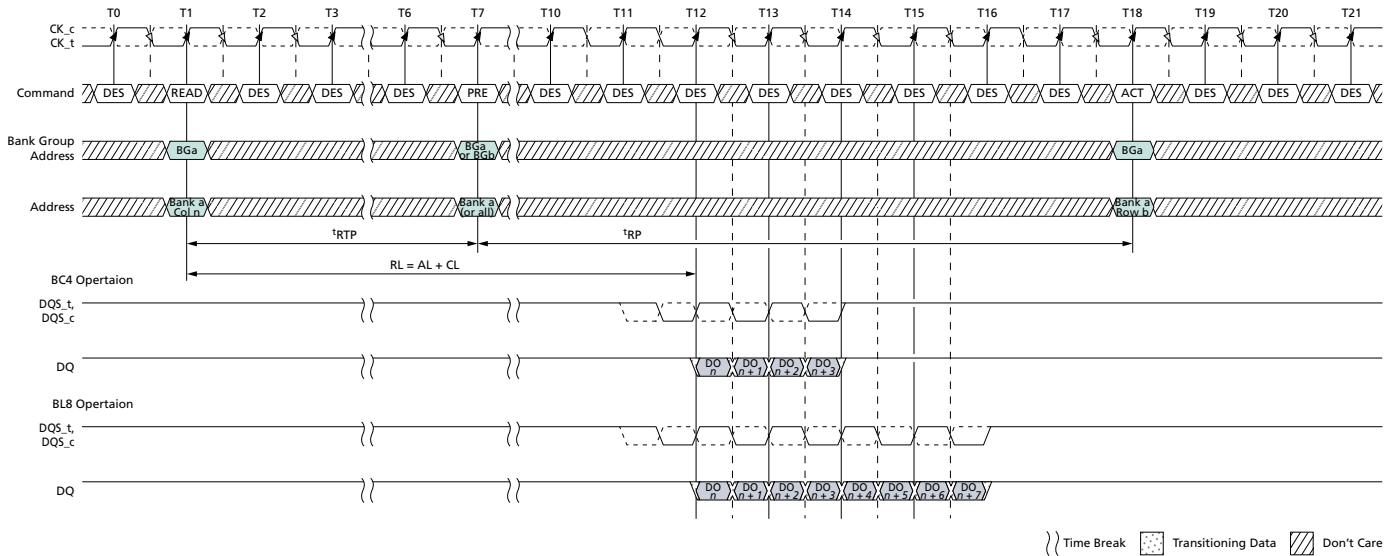 T0 T1 T2 T3 T6 T7 T10 T11 T12 T13 T14 T15 T16 T17 T18 T19 T20 T21
CK_c
CK_t
Command DES READ DES DES DES PRE DES DES DES DES DES DES DES DES ACT DES DES DES
Bank Group
Address
BGa
BGa
or BGb
BGa
Address
Bank a
Col n
Bank a
(or all)
Bank a
Row b
tRTP
tRP
RL = AL + CL
BC4 Opertaion
DQS_t,
DQS_c
DQ
DO
n
DO
n + 1
DO
n + 2
DO
n + 3
BL8 Opertaion
DQS_t,
DQS_c
DQ
DO
n
DO
n + 1
DO
n + 2
DO
n + 3
DO
n + 4
DO
n + 5
DO
n + 6
DO
n + 7
Time Break Transitioning Data Don't Care